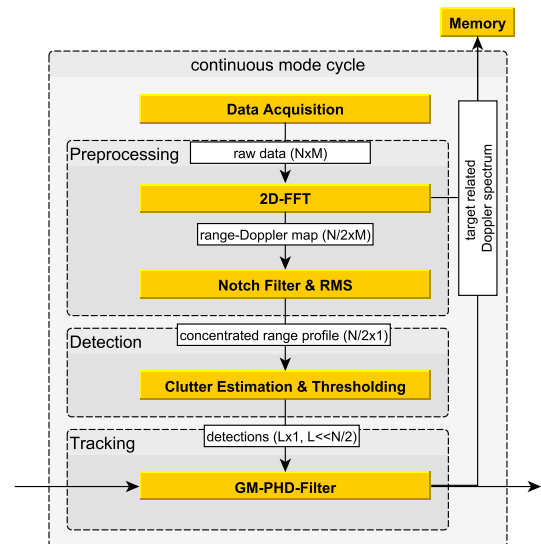 Memory
continuous mode cycle
Data Acquisition
Preprocessing
raw data (NxM)
2D-FFT
target related
Doppler spectrum
range-Doppler map (N/2xM)
Notch Filter & RMS
concentrated range profile (N/2x1)
Detection
Clutter Estimation & Thresholding
detections (Lx1, L<<N/2)
Tracking
GM-PHD-Filter